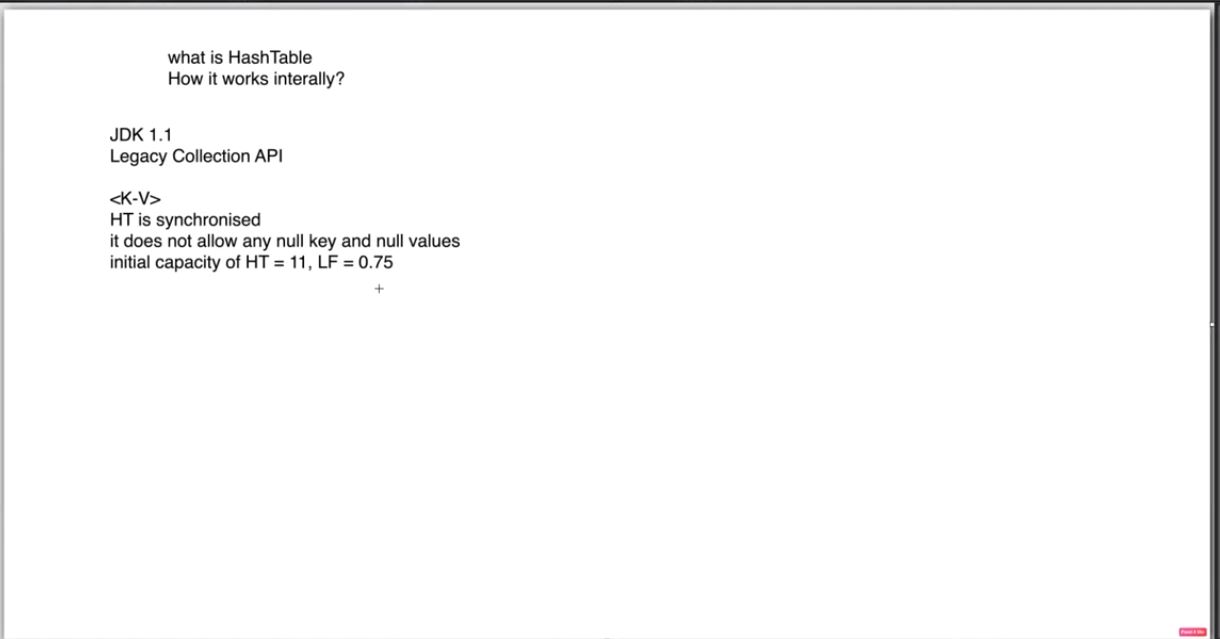 what is HashTable
How it works interally?
JDK 1.1
Legacy Collection API
<K-V>
HT is synchronised
it does not allow any null key and null values
initial capacity of HT = 11, LF = 0.75